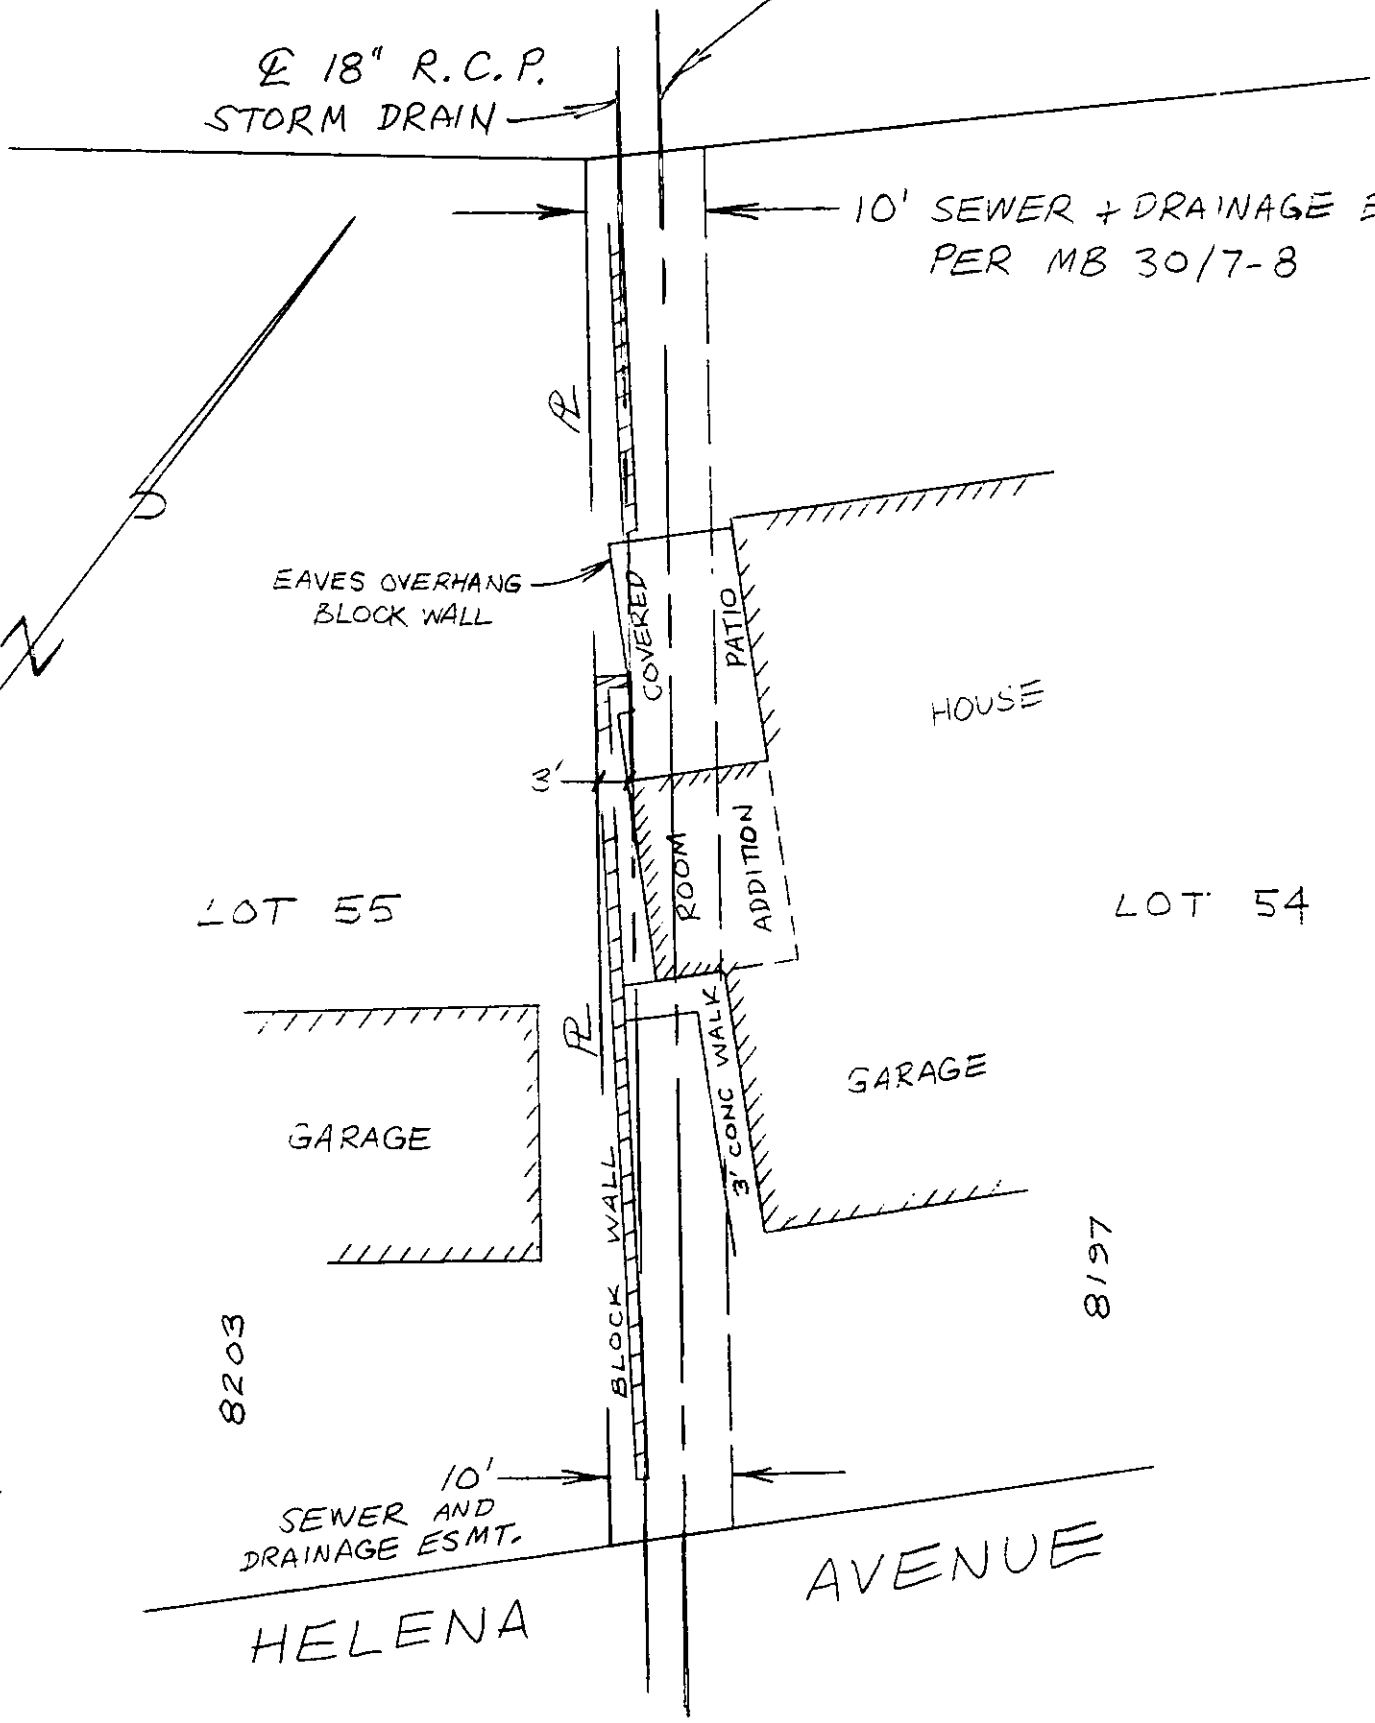 ℄ 18" R.C.P.
STORM DRAIN
10' SEWER + DRAINAGE
PER MB 30/7-8
℄
N
EAVES OVERHANG
BLOCK WALL
COVERED
PATIO
HOUSE
3'
ROOM
ADDITION
LOT 55
LOT 54
3' CONC WALK
GARAGE
GARAGE
BLOCK WALL
8203
8197
10'
SEWER AND
DRAINAGE ESMT.
HELENA AVENUE